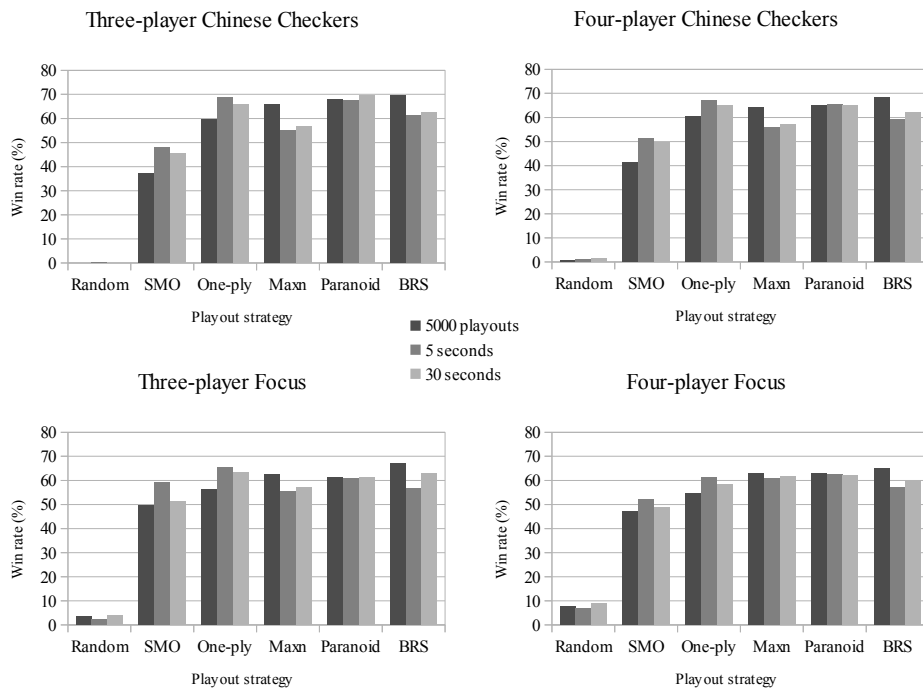 Three-player Chinese Checkers
80
70
60
50
40
30
20
10
0
Win rate (%)
Random SMO One-ply Maxn Paranoid BRS
Playout strategy
Four-player Chinese Checkers
80
70
60
50
40
30
20
10
0
Win rate (%)
Random SMO One-ply Maxn Paranoid BRS
Playout strategy
5000 playouts
5 seconds
30 seconds
Three-player Focus
80
70
60
50
40
30
20
10
0
Win rate (%)
Random SMO One-ply Maxn Paranoid BRS
Playout strategy
Four-player Focus
80
70
60
50
40
30
20
10
0
Win rate (%)
Random SMO One-ply Maxn Paranoid BRS
Playout strategy